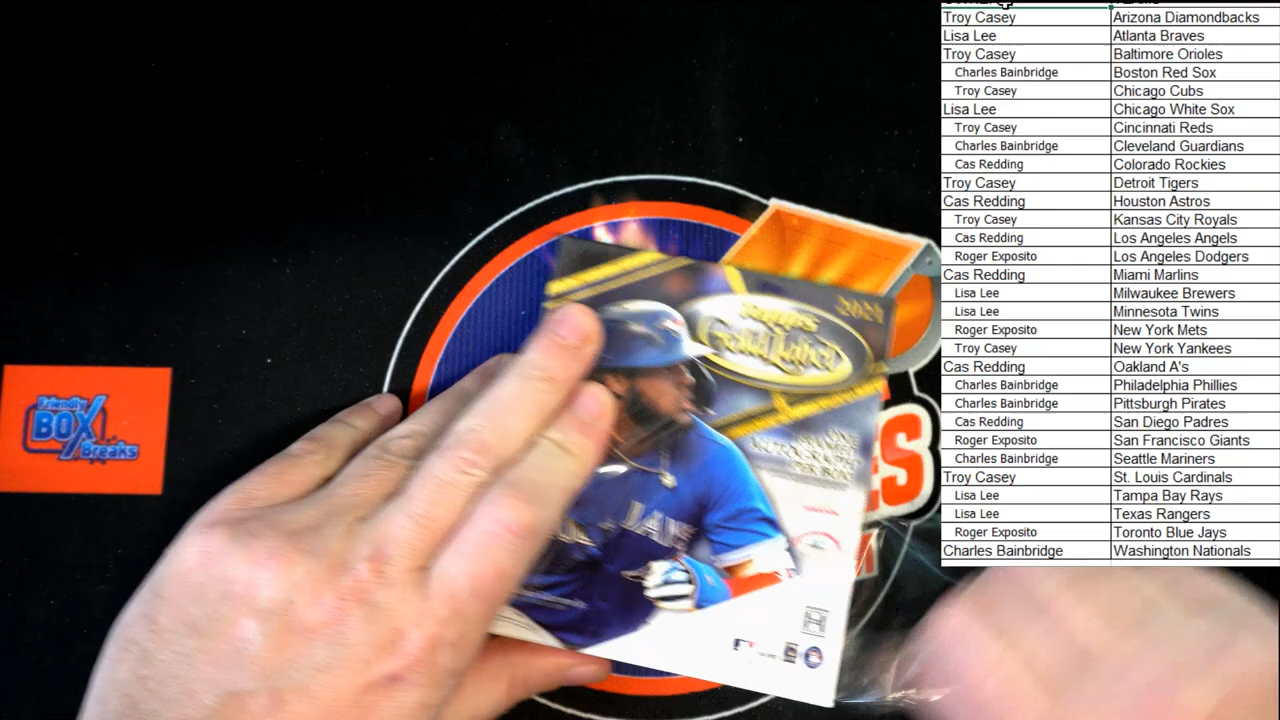 Troy Casey Arizona Diamondbacks
Lisa Lee Atlanta Braves
Troy Casey Baltimore Orioles
Charles Bainbridge Boston Red Sox
Troy Casey Chicago Cubs
Lisa Lee Chicago White Sox
Troy Casey Cincinnati Reds
Charles Bainbridge Cleveland Guardians
Cas Redding Colorado Rockies
Troy Casey Detroit Tigers
Cas Redding Houston Astros
Troy Casey Kansas City Royals
Cas Redding Los Angeles Angels
Roger Exposito Los Angeles Dodgers
Cas Redding Miami Marlins
Lisa Lee Milwaukee Brewers
Lisa Lee Minnesota Twins
Roger Exposito New York Mets
Troy Casey New York Yankees
Cas Redding Oakland A's
Charles Bainbridge Philadelphia Phillies
Charles Bainbridge Pittsburgh Pirates
Cas Redding San Diego Padres
Roger Exposito San Francisco Giants
Charles Bainbridge Seattle Mariners
Troy Casey St. Louis Cardinals
Lisa Lee Tampa Bay Rays
Lisa Lee Texas Rangers
Roger Exposito Toronto Blue Jays
Charles Bainbridge Washington Nationals
Friendly
BOX
Breaks
Topps
Gold Label